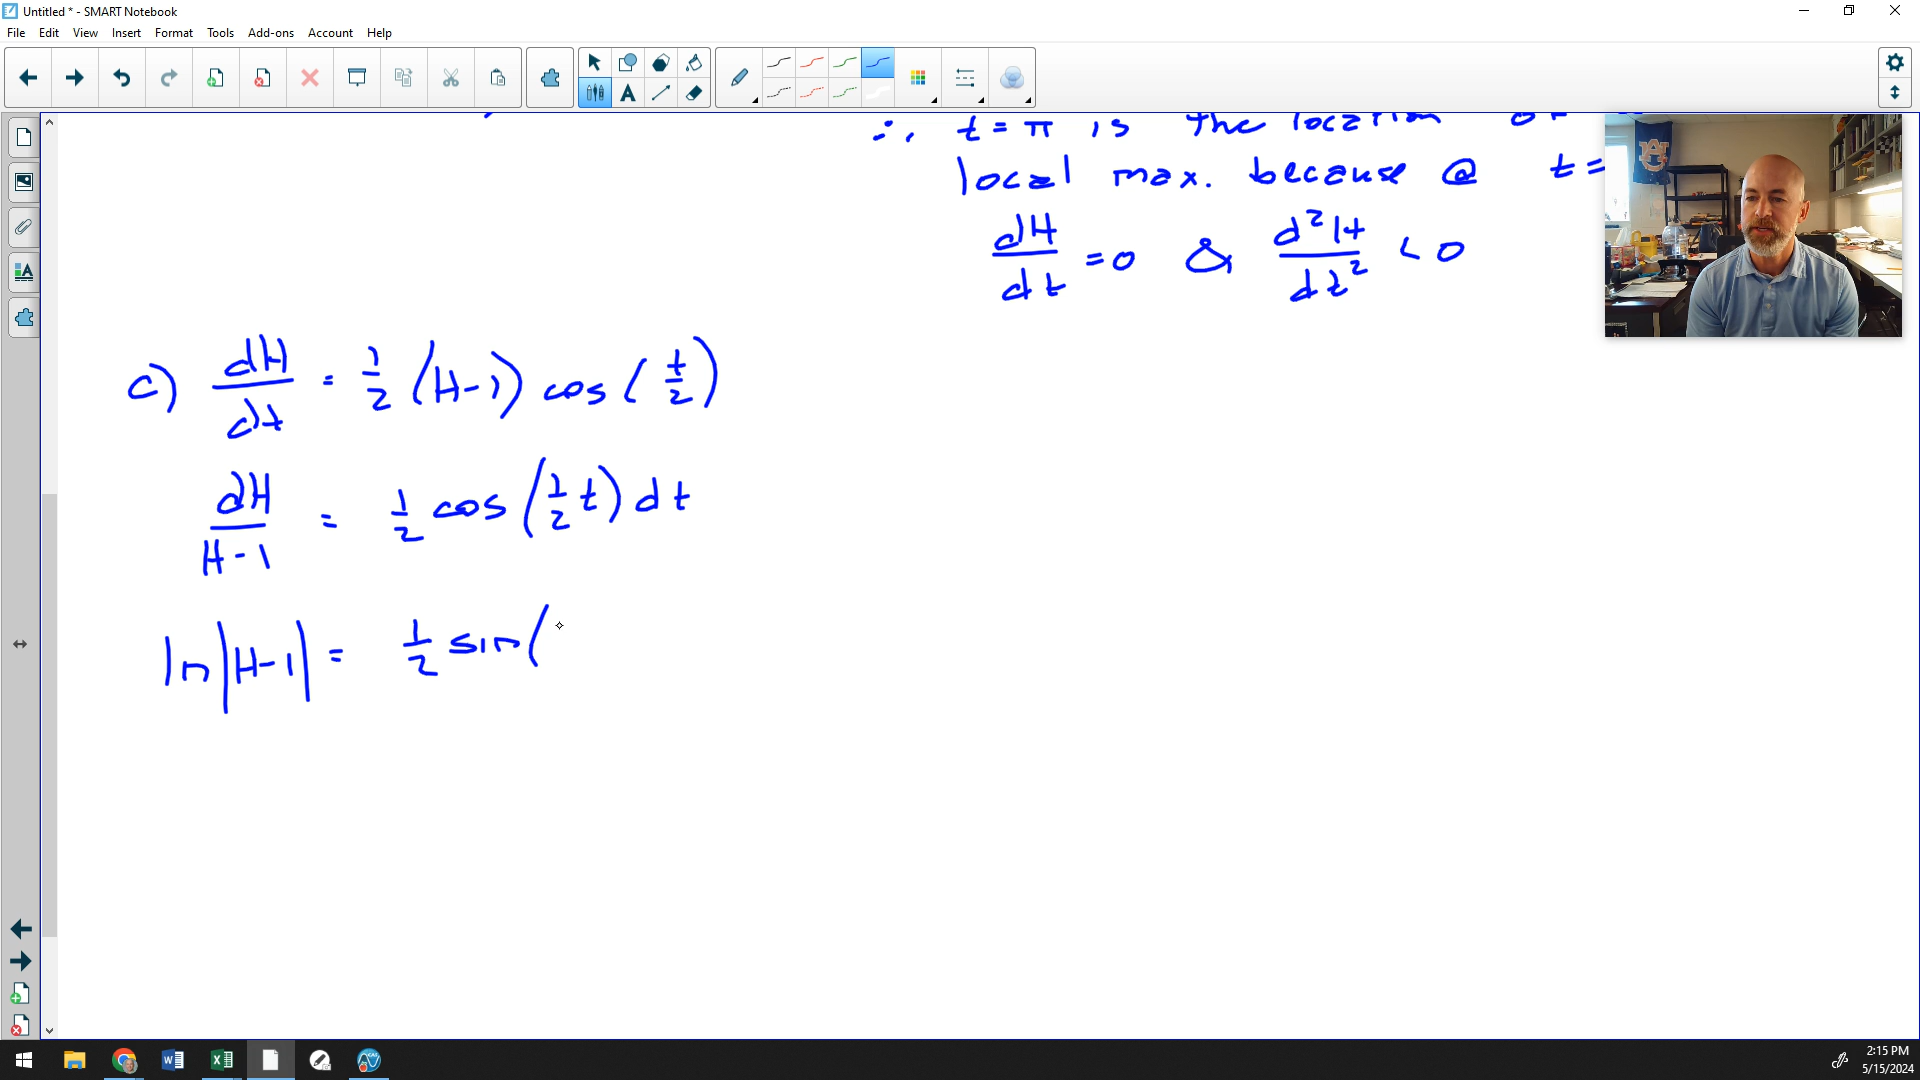 Untitled * - SMART Notebook
File Edit View Insert Format Tools Add-ons Account Help
∴ t = π is the location of
local max. because @ t =
dH/dt = 0 & d²H/dt² < 0
c) dH/dt = 1/2 (H-1) cos(t/2)
dH/H-1 = 1/2 cos(1/2 t) dt
ln|H-1| = 1/2 sin(
2:15 PM
5/15/2024